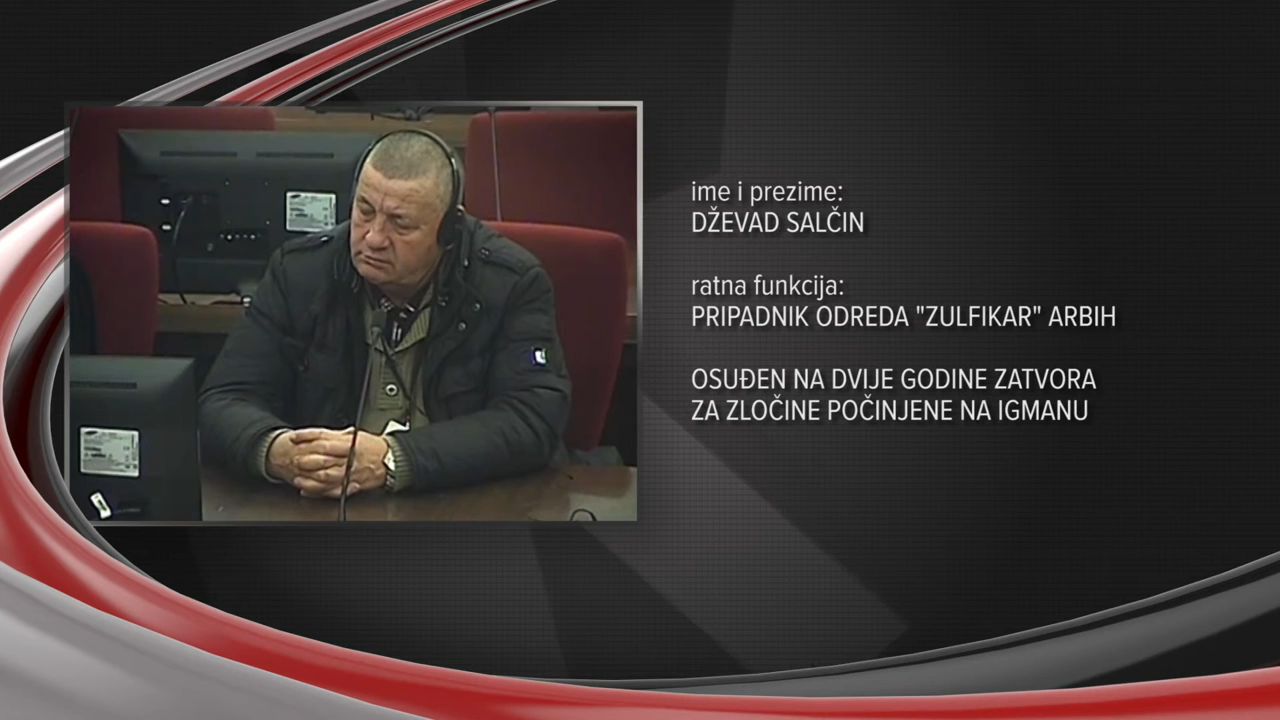 ime i prezime:
DŽEVAD SALČIN
ratna funkcija:
PRIPADNIK ODREDA "ZULFIKAR" ARBIH
OSUĐEN NA DVIJE GODINE ZATVORA
ZA ZLOČINE POČINJENE NA IGMANU